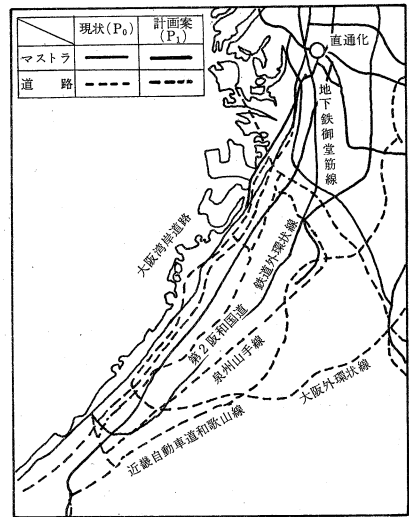 現状(P₀)
計画案
(P₁)
マストラ
道路
直通化
地下鉄御堂筋線
大阪湾岸道路
鉄道外環状線
第2阪和国道
泉州山手線
大阪外環状線
近畿自動車道和歌山線